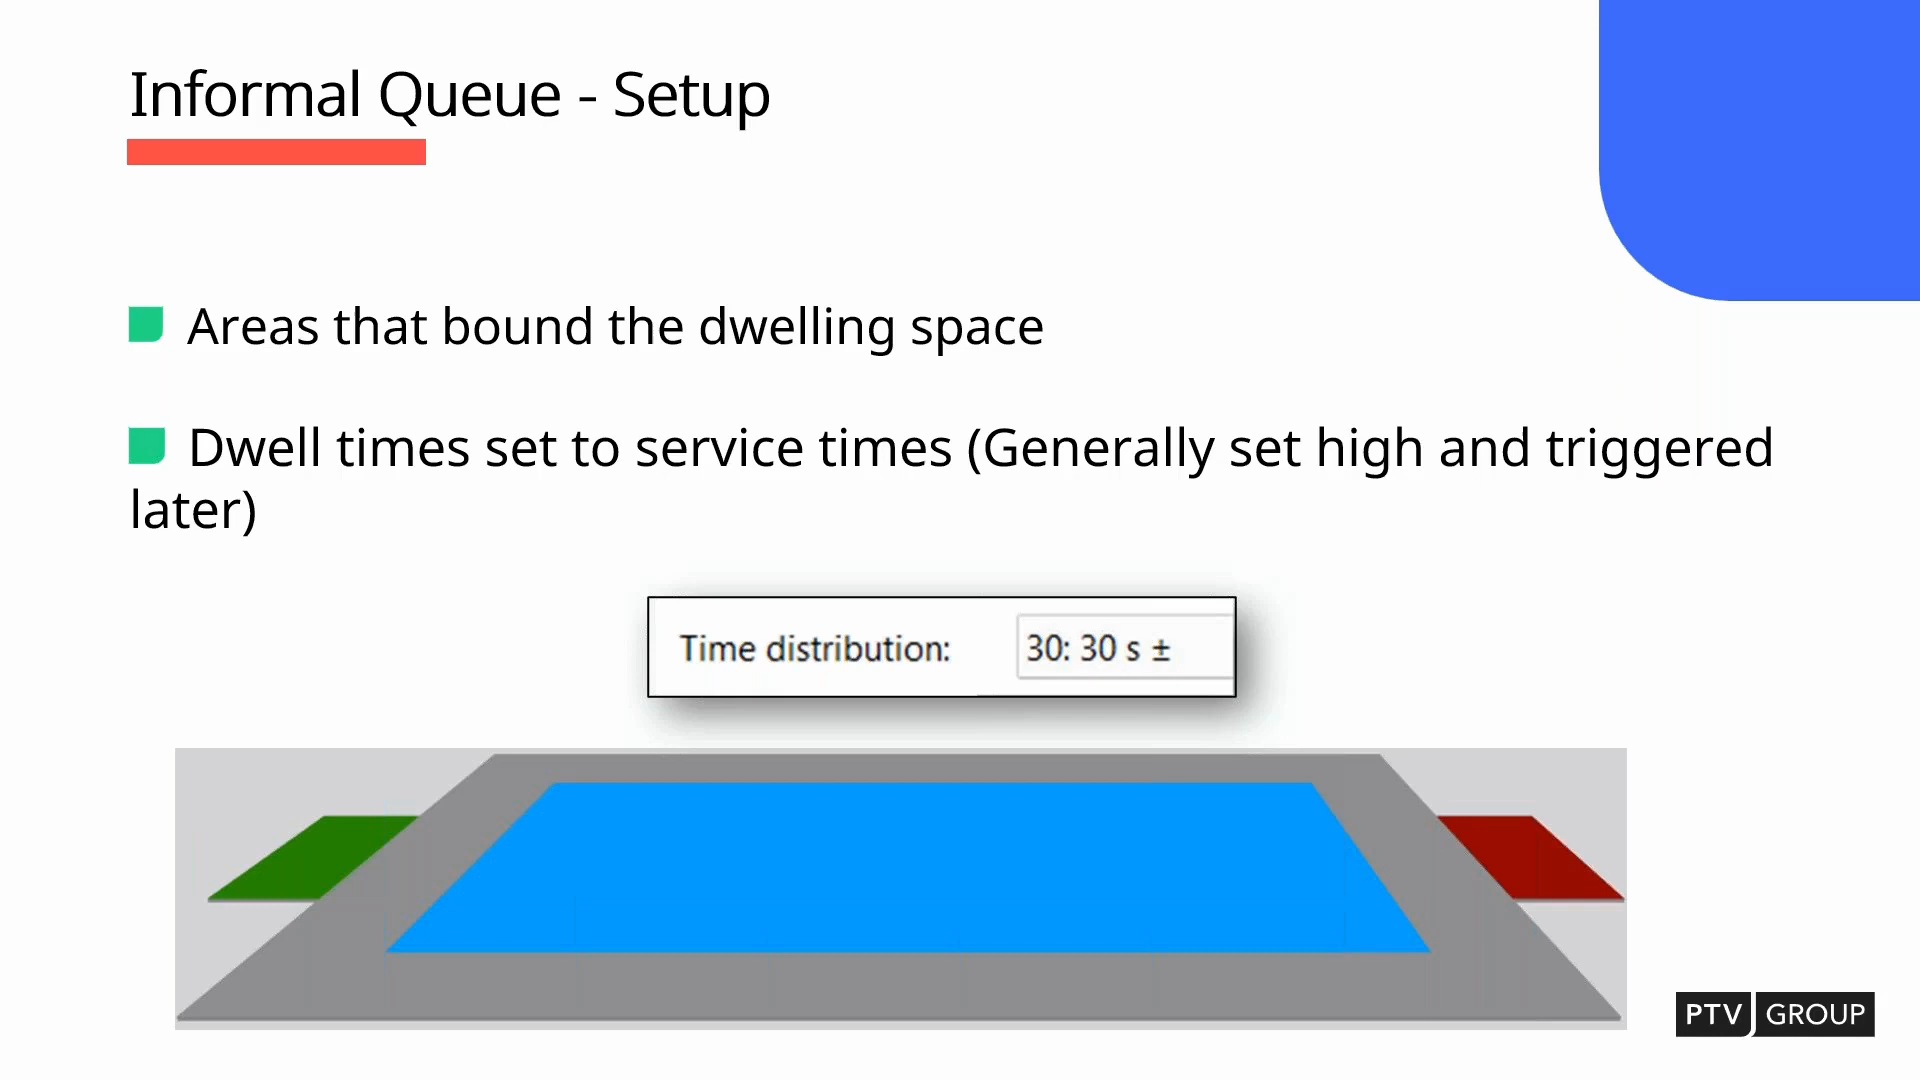 Informal Queue - Setup
Areas that bound the dwelling space
Dwell times set to service times (Generally set high and triggered
later)
Time distribution: 30: 30 s ±
PTV GROUP